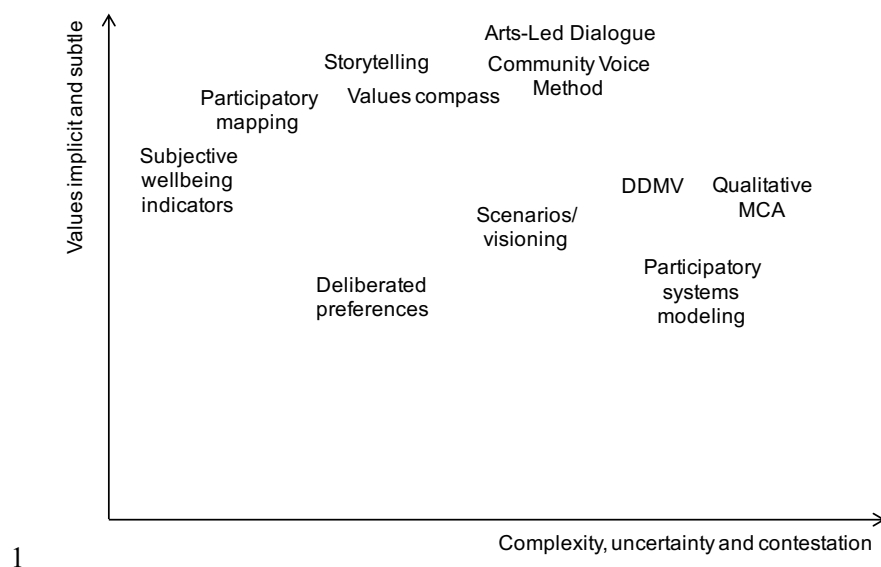 Values implicit and subtle
Arts-Led Dialogue
Storytelling
Community Voice
Method
Values compass
Participatory
mapping
Subjective
wellbeing
indicators
DDMV
Qualitative
MCA
Scenarios/
visioning
Participatory
systems
modeling
Deliberated
preferences
Complexity, uncertainty and contestation
1